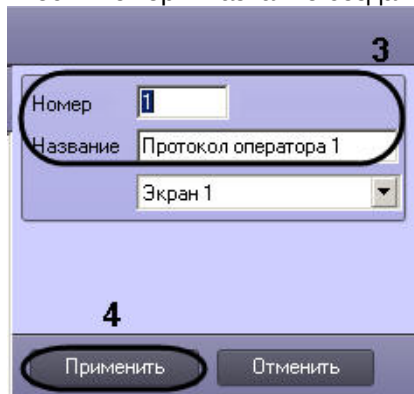 3
Номер 1
Название Протокол оператора 1
Экран 1
4
Применить Отменить